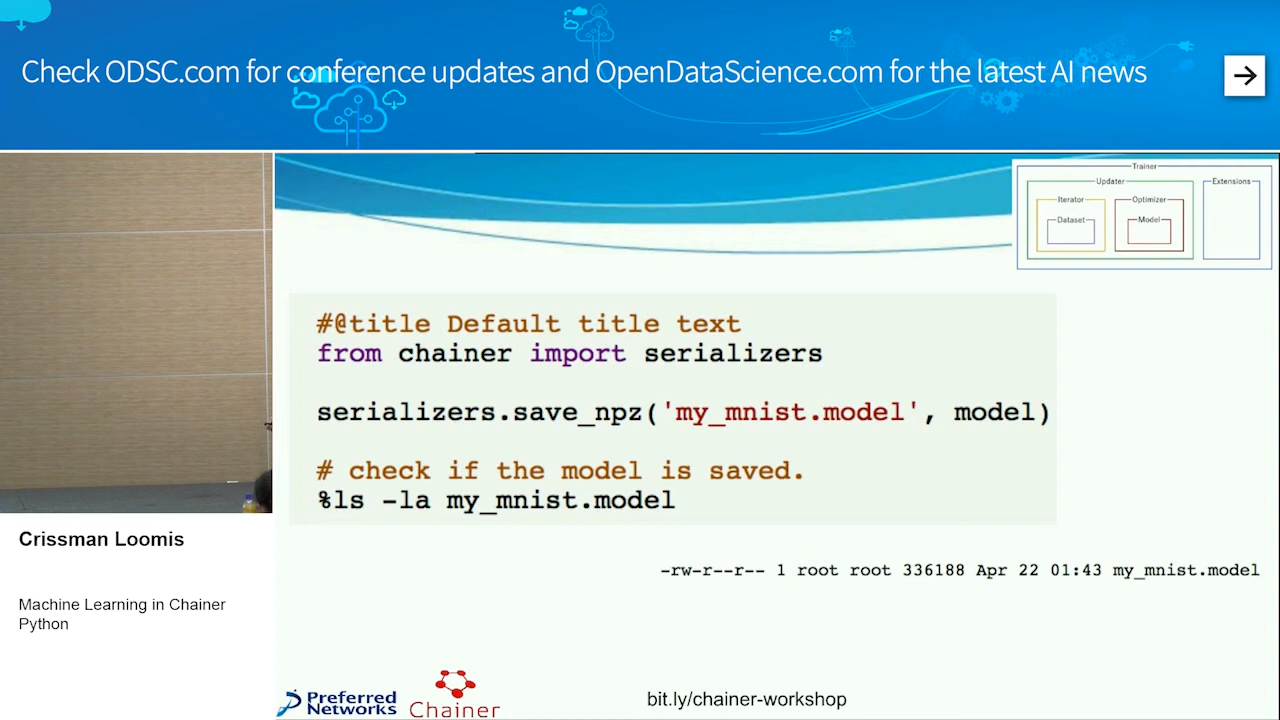 Check ODSC.com for conference updates and OpenDataScience.com for the latest AI news
Trainer
Updater
Extensions
Iterator
Optimizer
Dataset
Model
#@title Default title text
from chainer import serializers
serializers.save_npz('my_mnist.model', model)
# check if the model is saved.
%ls -la my_mnist.model
-rw-r--r-- 1 root root 336188 Apr 22 01:43 my_mnist.model
Crissman Loomis
Machine Learning in Chainer
Python
Preferred
Networks
Chainer
bit.ly/chainer-workshop